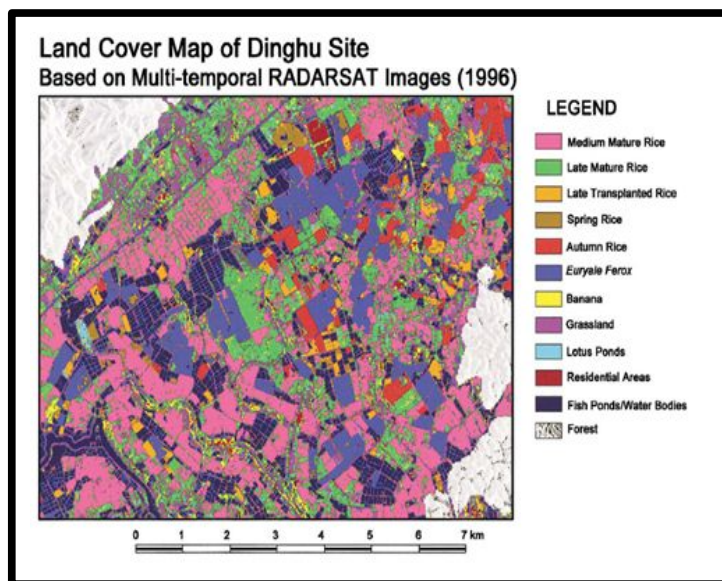 Land Cover Map of Dinghu Site
Based on Multi-temporal RADARSAT Images (1996)
LEGEND
Medium Mature Rice
Late Mature Rice
Late Transplanted Rice
Spring Rice
Autumn Rice
Euryale Ferox
Banana
Grassland
Lotus Ponds
Residential Areas
Fish Ponds/Water Bodies
Forest
0 1 2 3 4 5 6 7 km